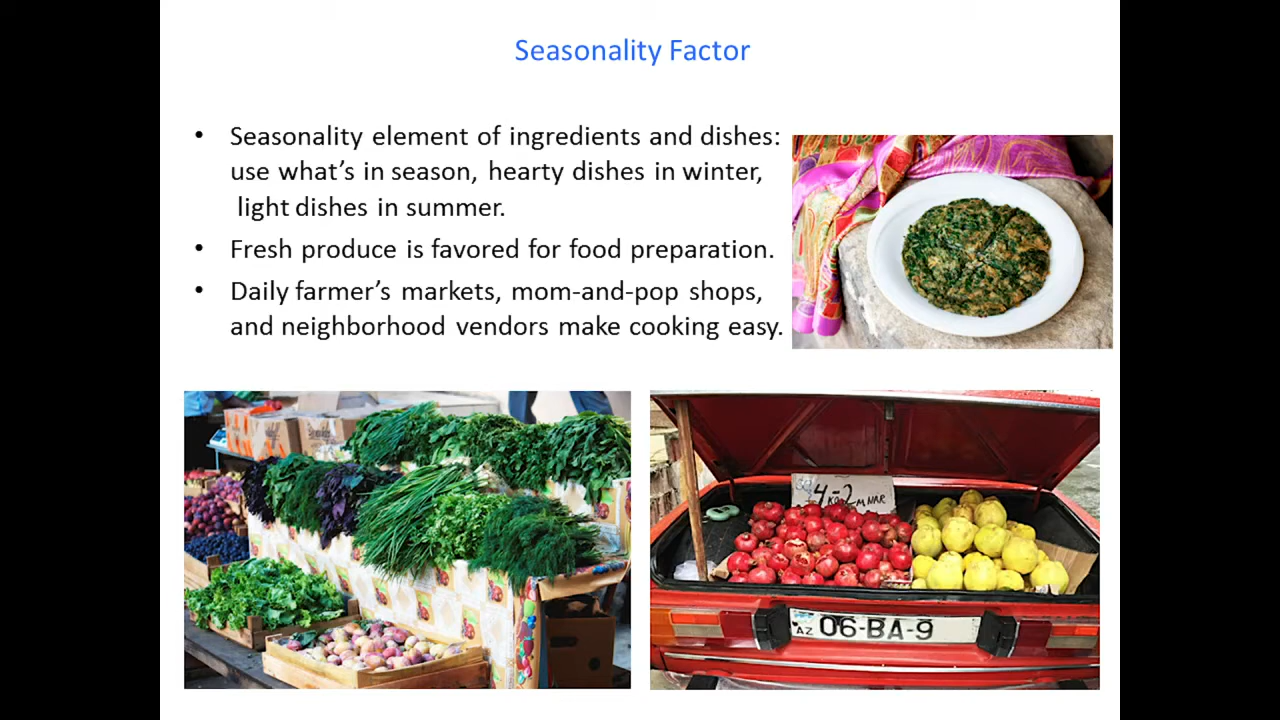 Seasonality Factor
• Seasonality element of ingredients and dishes:
use what’s in season, hearty dishes in winter,
light dishes in summer.
• Fresh produce is favored for food preparation.
• Daily farmer’s markets, mom-and-pop shops,
and neighborhood vendors make cooking easy.
4 KQ-2 MNAR
AZ 06-BA-9